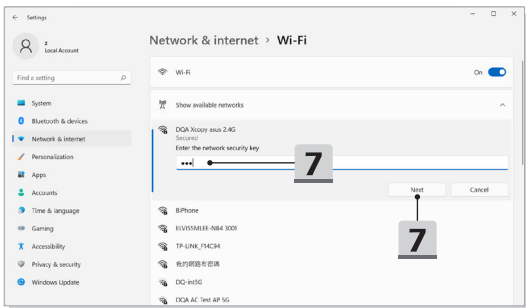 Settings
z
Local Account
Find a setting
System
Bluetooth & devices
Network & internet
Personalization
Apps
Accounts
Time & language
Gaming
Accessibility
Privacy & security
Windows Update
Network & internet > Wi-Fi
Wi-Fi
On
Show available networks
DQA Xcopy asus 2.4G
Secured
Enter the network security key
•••
7
Next
Cancel
7
BiPhone
ELVISSMLEE-NB4 3001
TP-LINK_F14C94
我的網路有密碼
DQ-int5G
DQA AC Test AP 5G